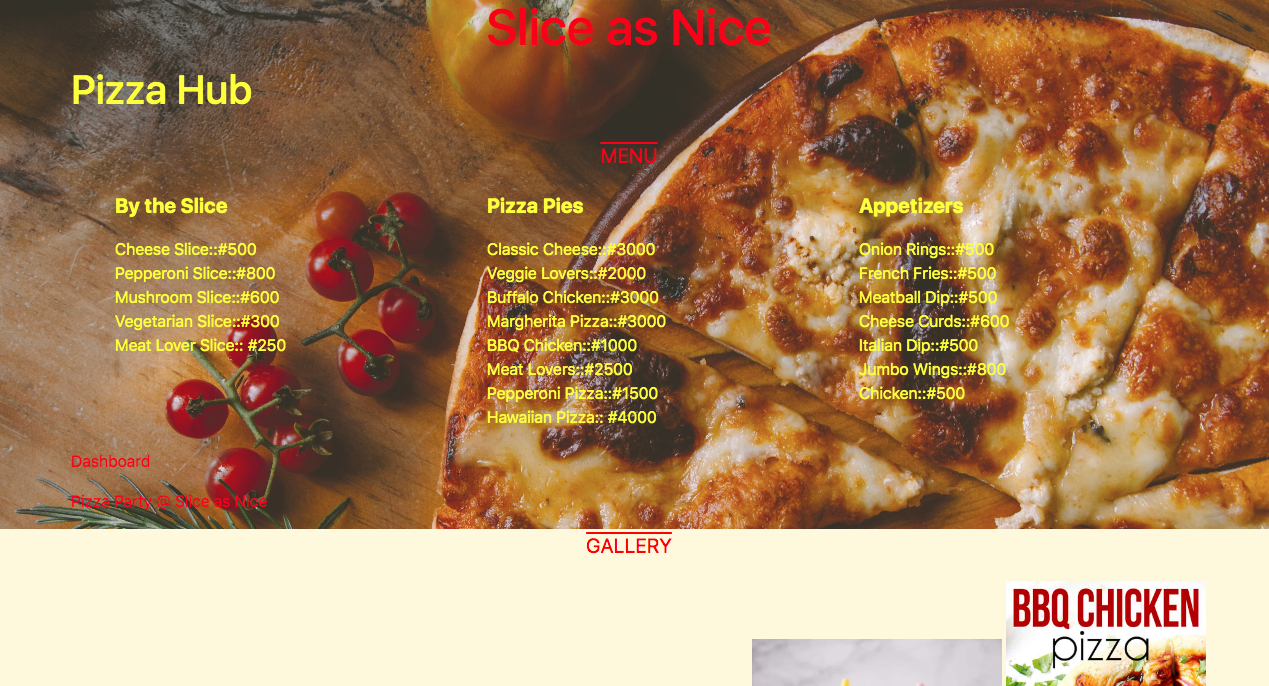 Slice as Nice
Pizza Hub
MENU
By the Slice
Cheese Slice::#500
Pepperoni Slice::#800
Mushroom Slice::#600
Vegetarian Slice::#300
Meat Lover Slice:: #250
Pizza Pies
Classic Cheese::#3000
Veggie Lovers::#2000
Buffalo Chicken::#3000
Margherita Pizza::#3000
BBQ Chicken::#1000
Meat Lovers::#2500
Pepperoni Pizza::#1500
Hawaiian Pizza:: #4000
Appetizers
Onion Rings::#500
French Fries::#500
Meatball Dip::#500
Cheese Curds::#600
Italian Dip::#500
Jumbo Wings::#800
Chicken::#500
Dashboard
Pizza Party @ Slice as Nice
GALLERY
BBQ CHICKEN
pizza